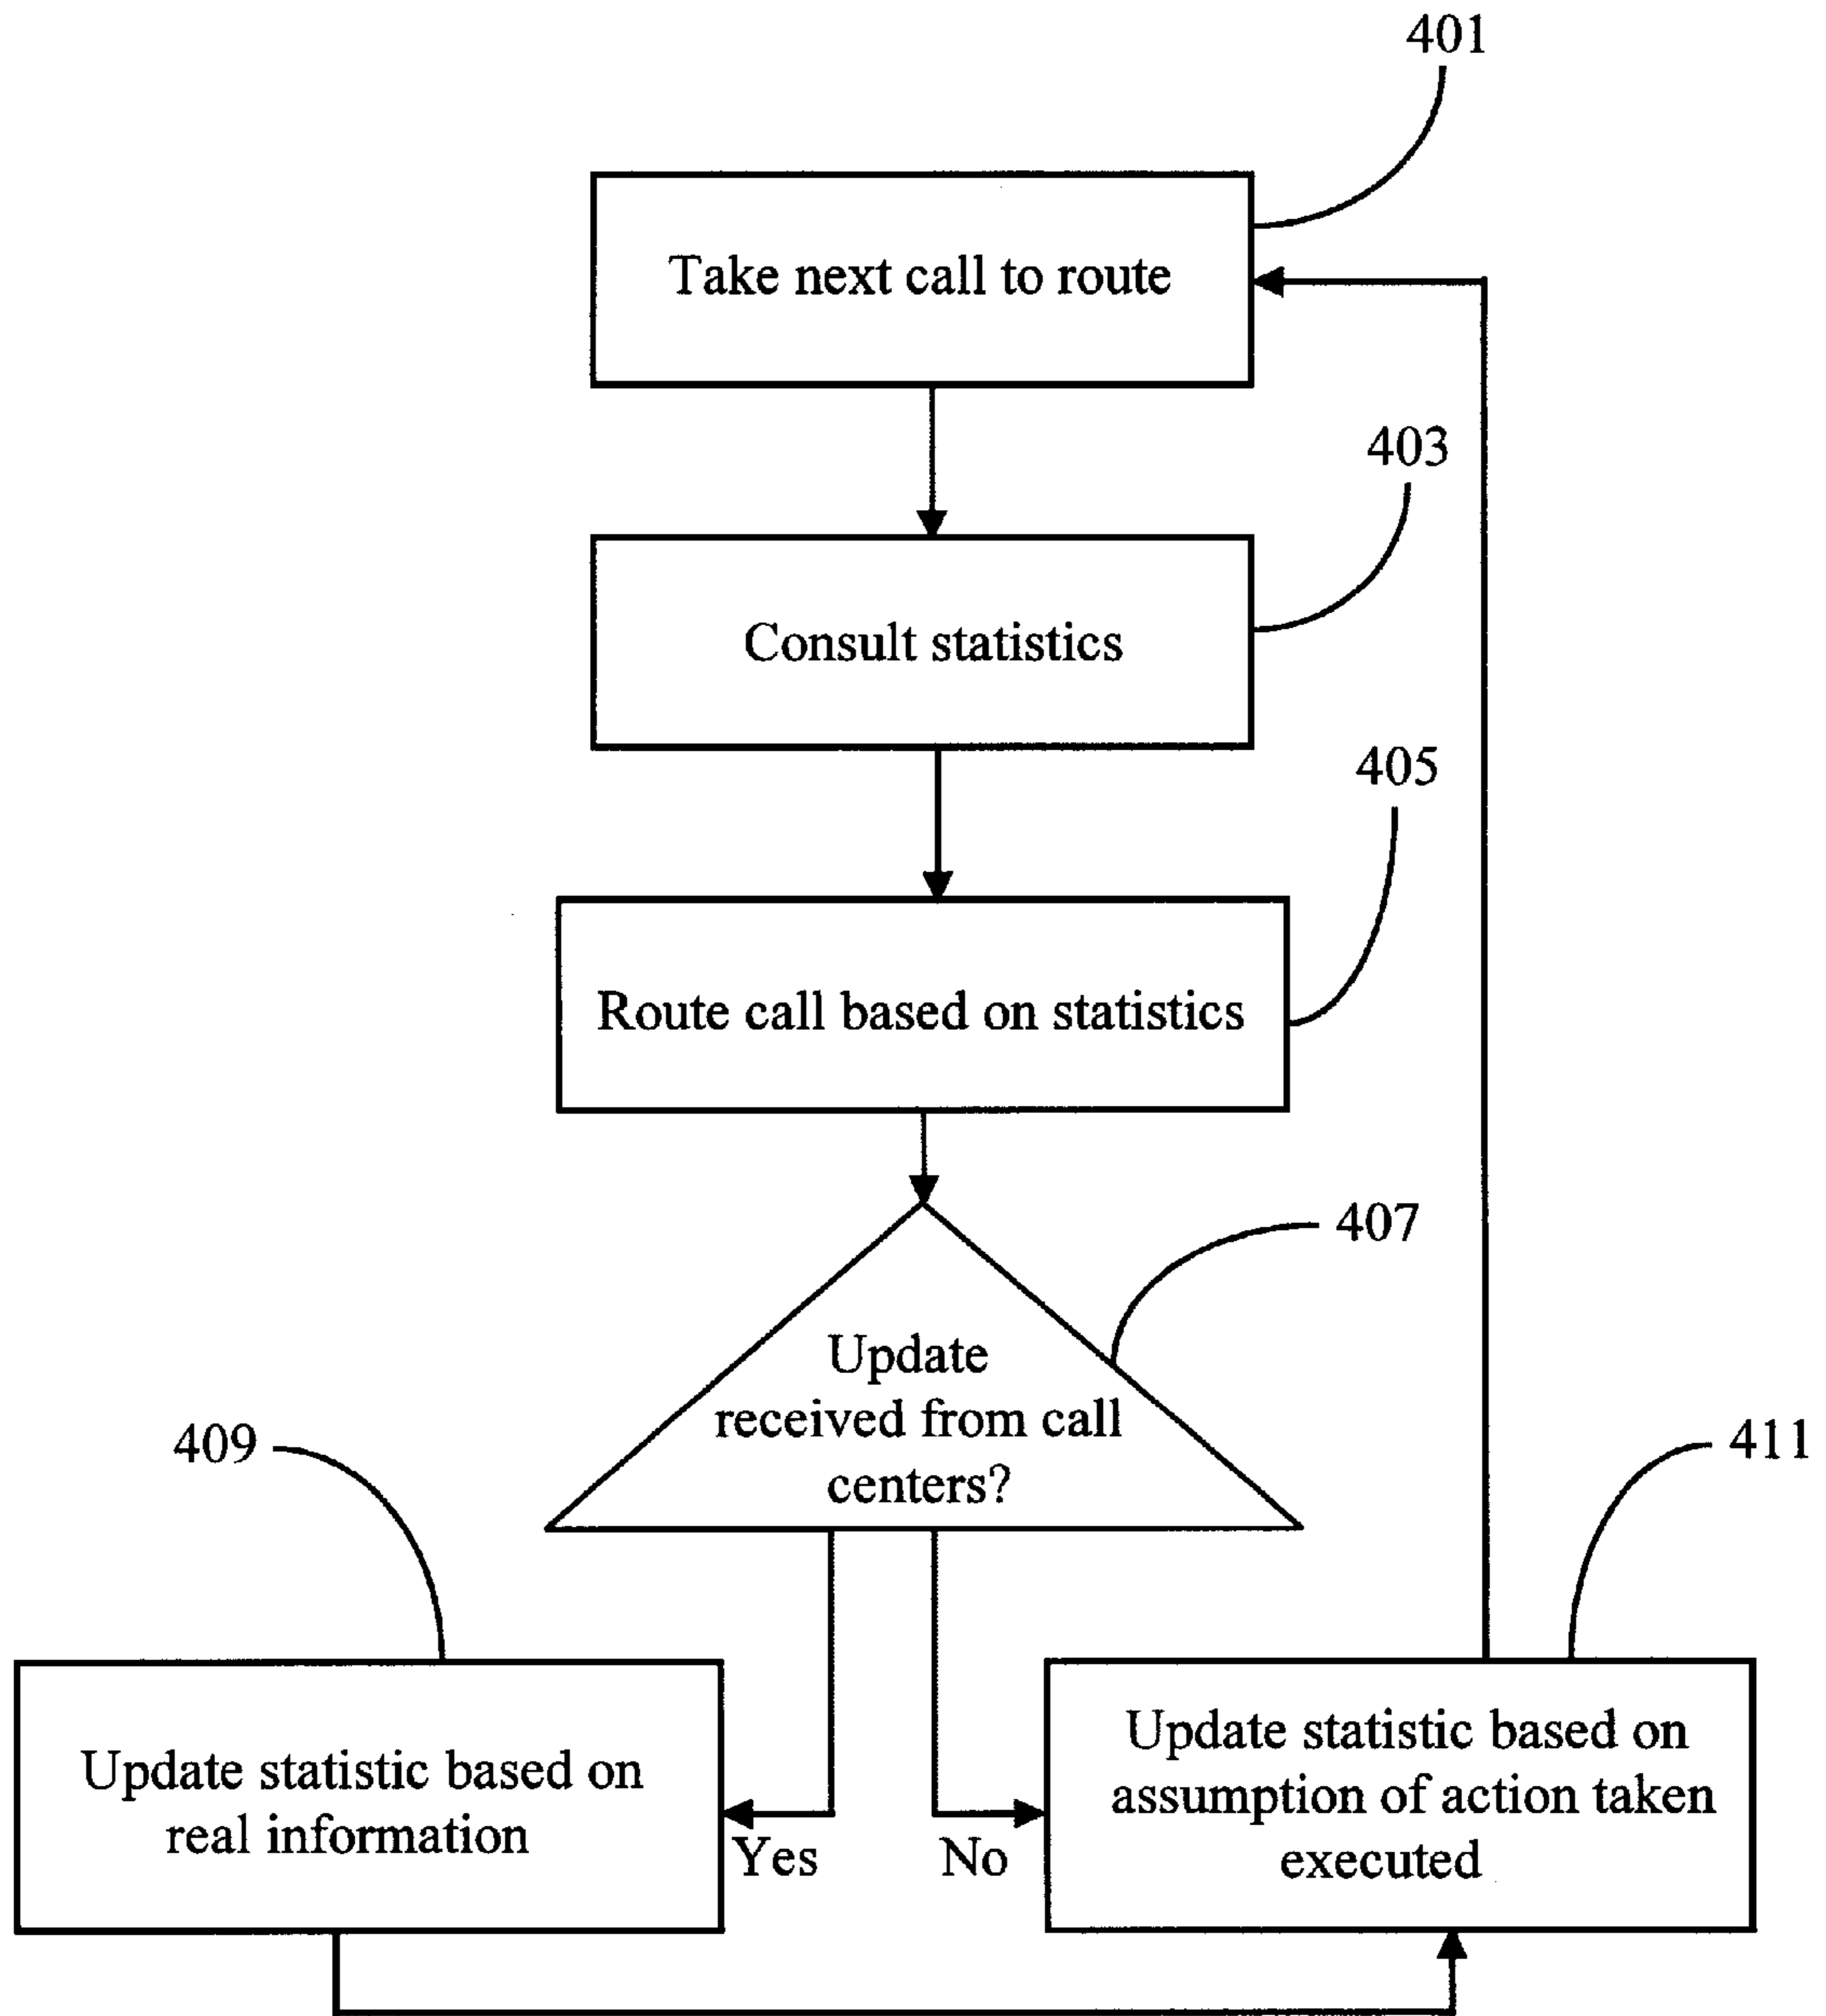 401
Take next call to route
403
Consult statistics
405
Route call based on statistics
407
Update
received from call
centers?
409
411
Update statistic based on
real information
Yes
No
Update statistic based on
assumption of action taken
executed